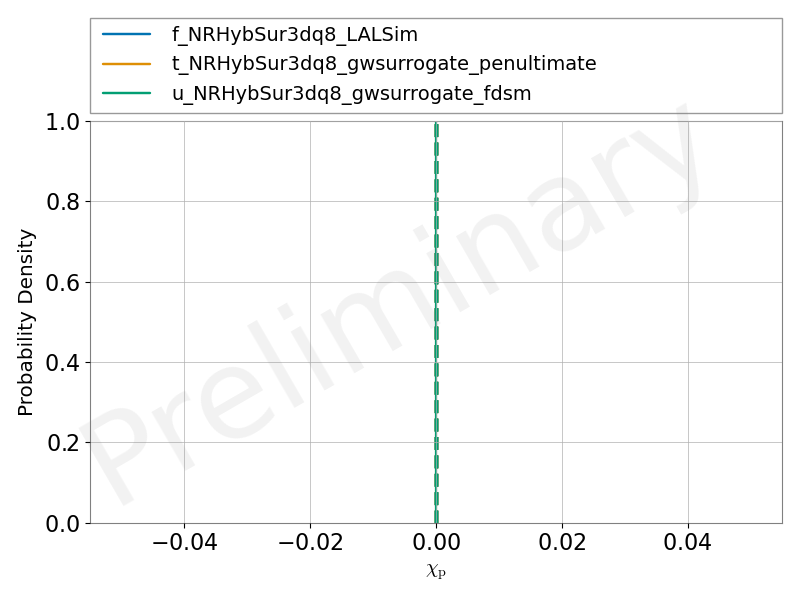 f_NRHybSur3dq8_LALSim
t_NRHybSur3dq8_gwsurrogate_penultimate
u_NRHybSur3dq8_gwsurrogate_fdsm
1.0
0.8
0.6
0.4
0.2
0.0
Probability Density
Preliminary
−0.04 −0.02 0.00 0.02 0.04
χp